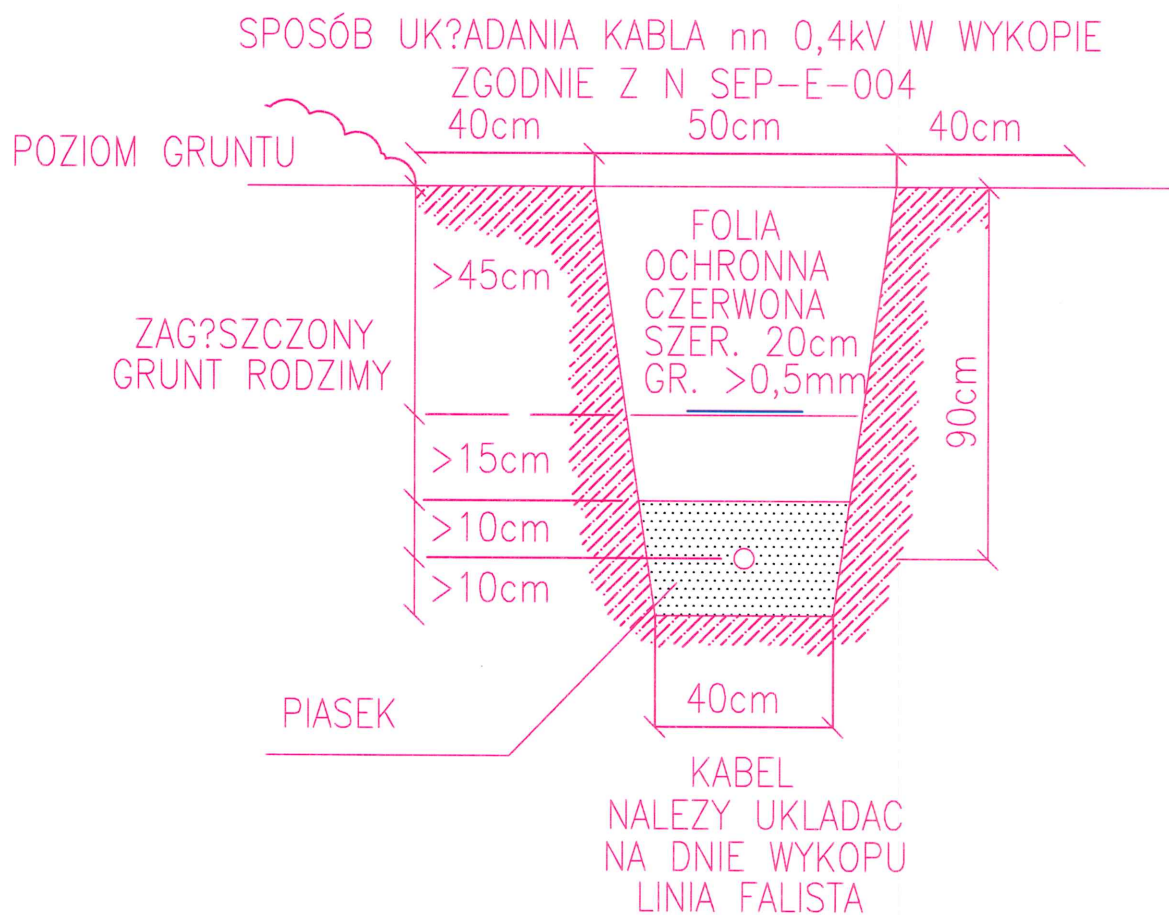 SPOSÓB UK?ADANIA KABLA nn 0,4kV W WYKOPIE
ZGODNIE Z N SEP-E-004
40cm 50cm 40cm
POZIOM GRUNTU
FOLIA
OCHRONNA
CZERWONA
SZER. 20cm
GR. >0,5mm
>45cm
ZAG?SZCZONY
GRUNT RODZIMY
90cm
>15cm
>10cm
>10cm
PIASEK
40cm
KABEL
NALEZY UKLADAC
NA DNIE WYKOPU
LINIA FALISTA